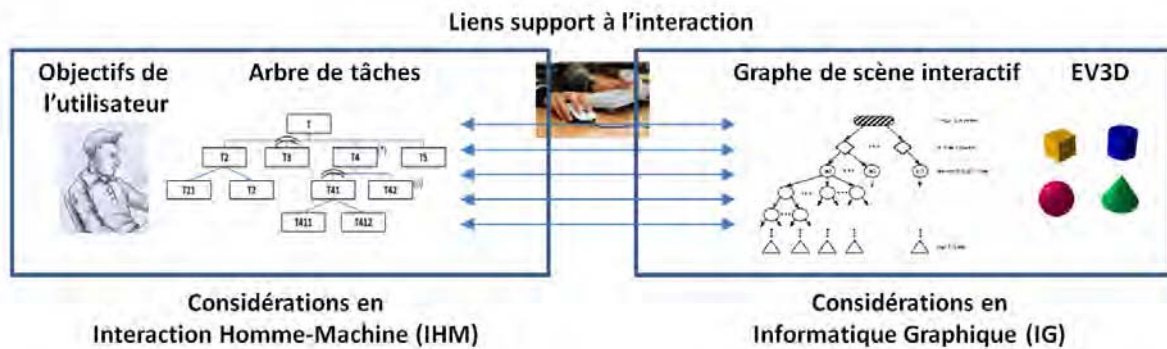 Liens support à l'interaction
Objectifs de
l'utilisateur
Arbre de tâches
Graphe de scène interactif
EV3D
T
T2
T3
T4
T5
T21
T2
T41
T42
T411
T412
Considérations en
Interaction Homme-Machine (IHM)
Considérations en
Informatique Graphique (IG)